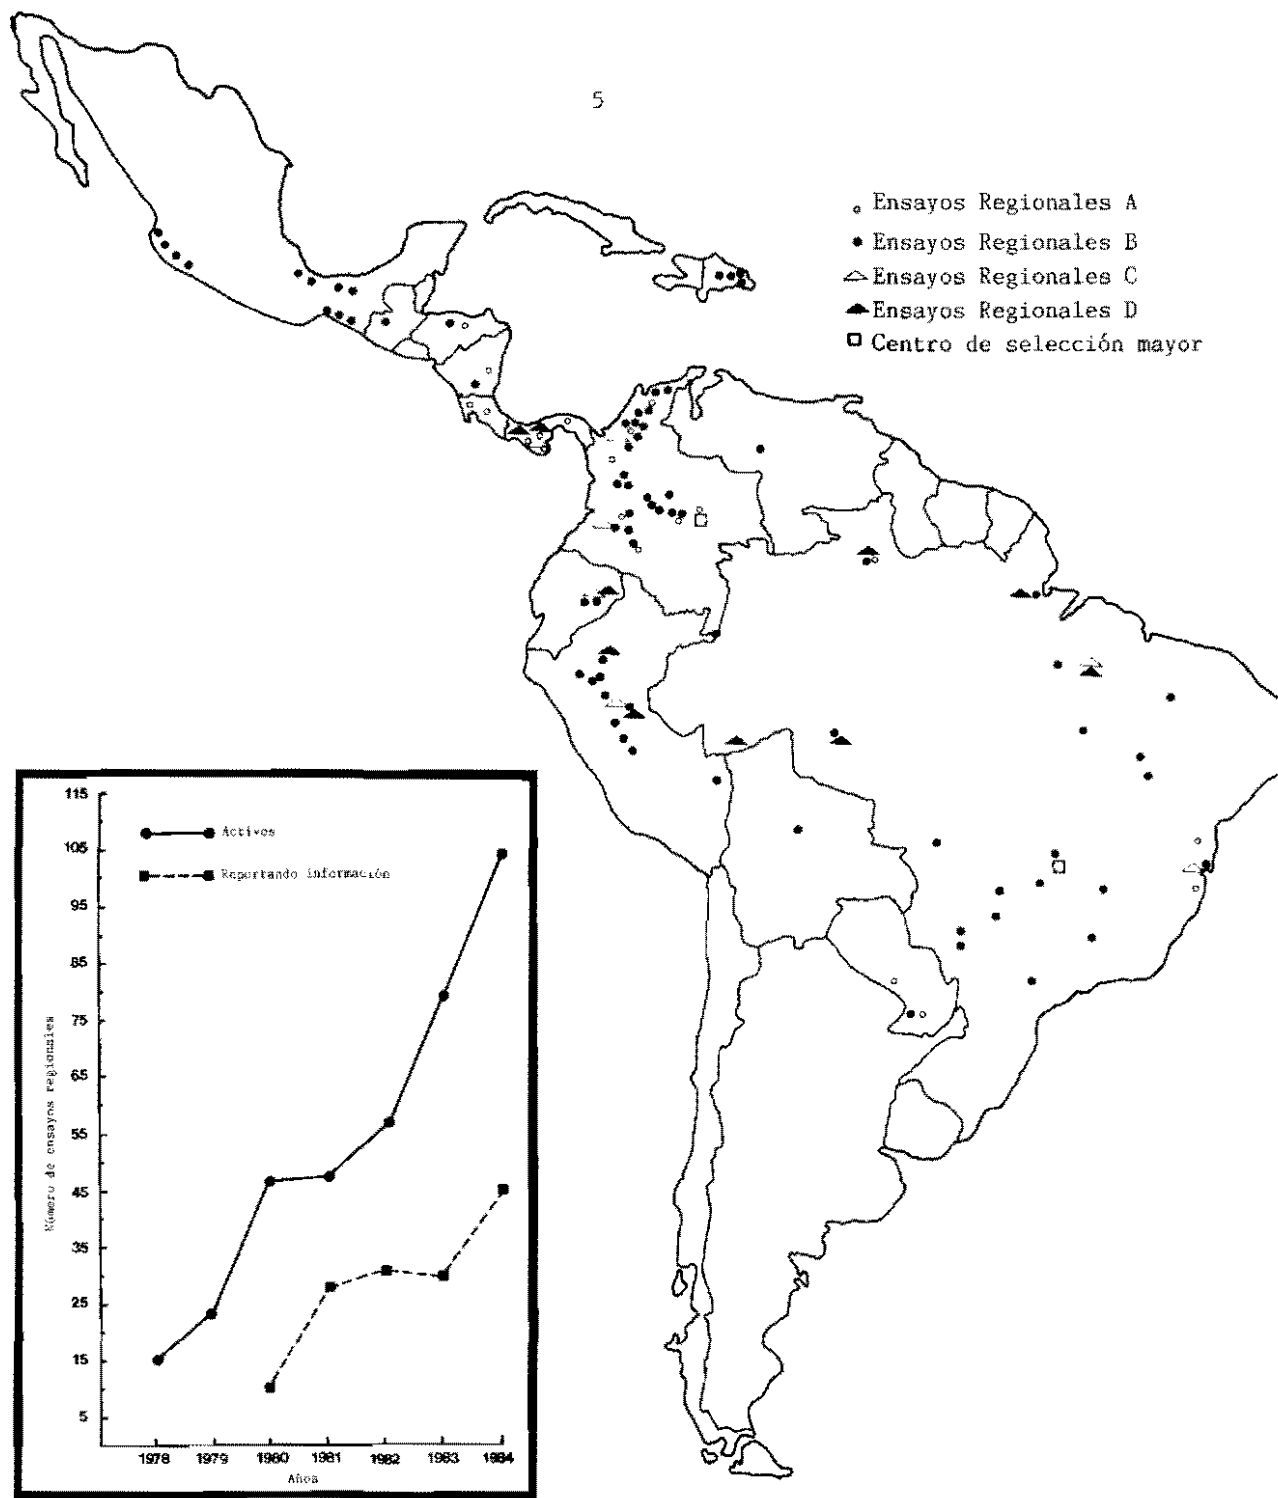 5
Ensayos Regionales A
Ensayos Regionales B
Ensayos Regionales C
Ensayos Regionales D
Centro de selección mayor
115
105
95
85
75
65
55
45
35
25
15
5
Número de ensayos regionales
Activos
Reportando información
1978 1979 1980 1981 1982 1983 1984
Años